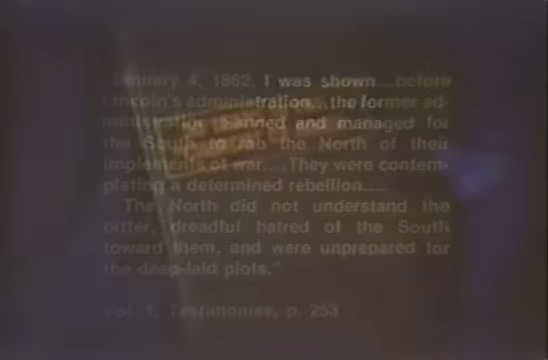 January 4, 1862. I was shown....before
Lincoln's administration...the former ad-
ministration planned and managed for
the South to rob the North of their
implements of war....They were contem-
plating a determined rebellion....
The North did not understand the
bitter, dreadful hatred of the South
toward them, and were unprepared for
the deep-laid plots."
Vol. 1, Testimonies, p. 253